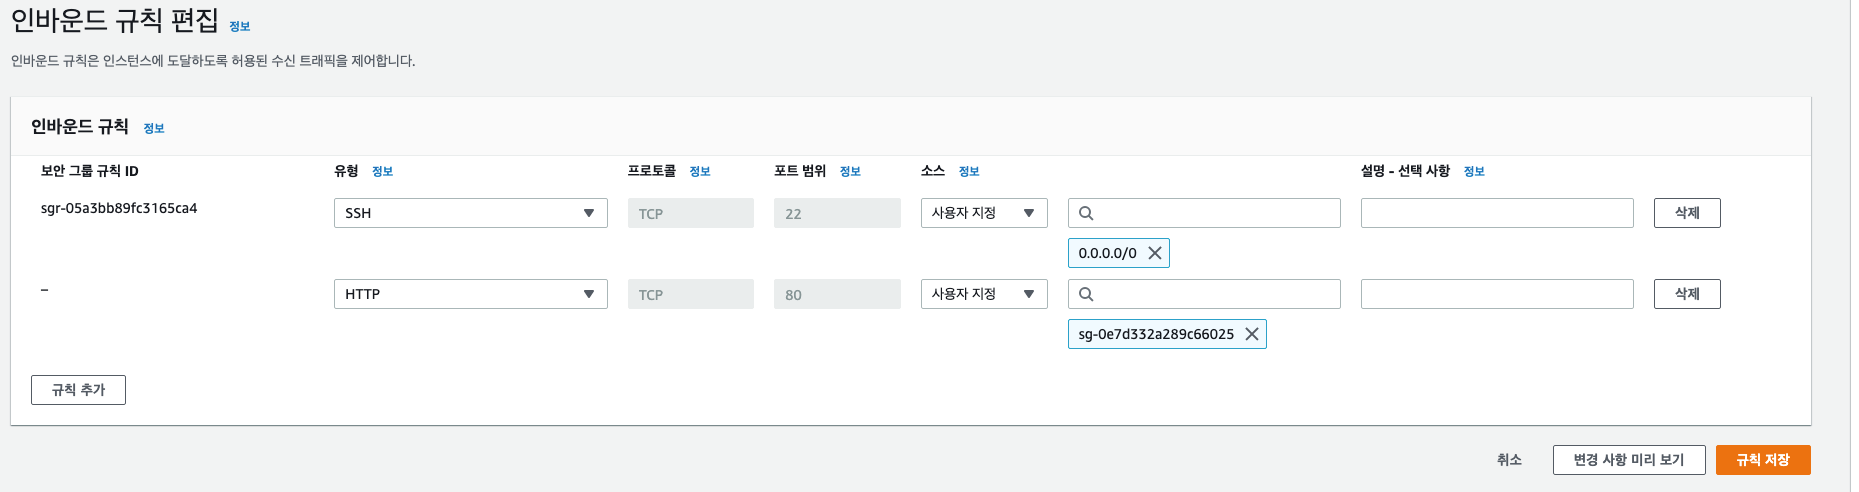 인바운드 규칙 편집 정보
인바운드 규칙은 인스턴스에 도달하도록 허용된 수신 트래픽을 제어합니다.
인바운드 규칙 정보
보안 그룹 규칙 ID 유형 정보 프로토콜 정보 포트 범위 정보 소스 정보 설명 - 선택 사항 정보
sgr-05a3bb89fc3165ca4 SSH TCP 22 사용자 지정 삭제
0.0.0.0/0
– HTTP TCP 80 사용자 지정 삭제
sg-0e7d332a289c66025
규칙 추가
취소 변경 사항 미리 보기 규칙 저장